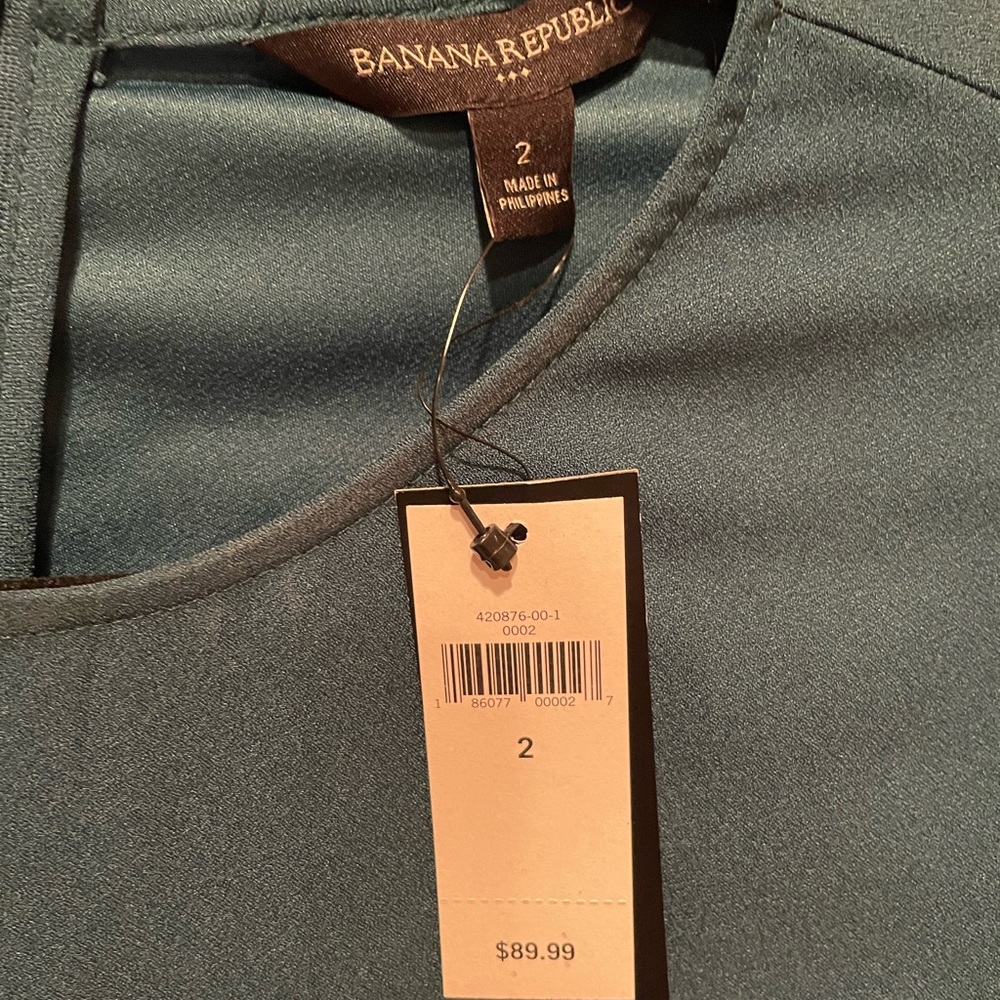 BANANA REPUBLIC
2
MADE IN
PHILIPPINES
420876-00-1
0002
1 86077 00002 7
2
$89.99